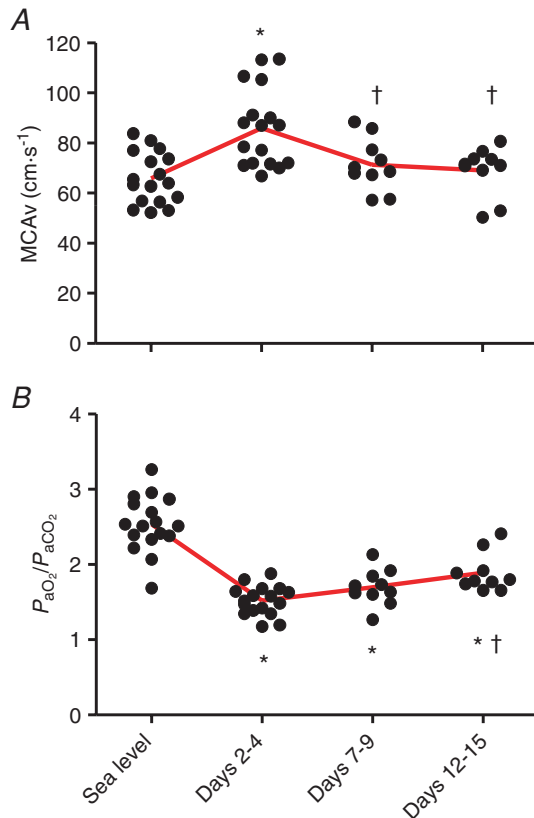 A
*
†
†
MCAv (cm·s⁻¹)
120
100
80
60
40
20
0
B
PaO₂/PaCO₂
4
3
2
1
0
*
*
* †
Sea level
Days 2-4
Days 7-9
Days 12-15